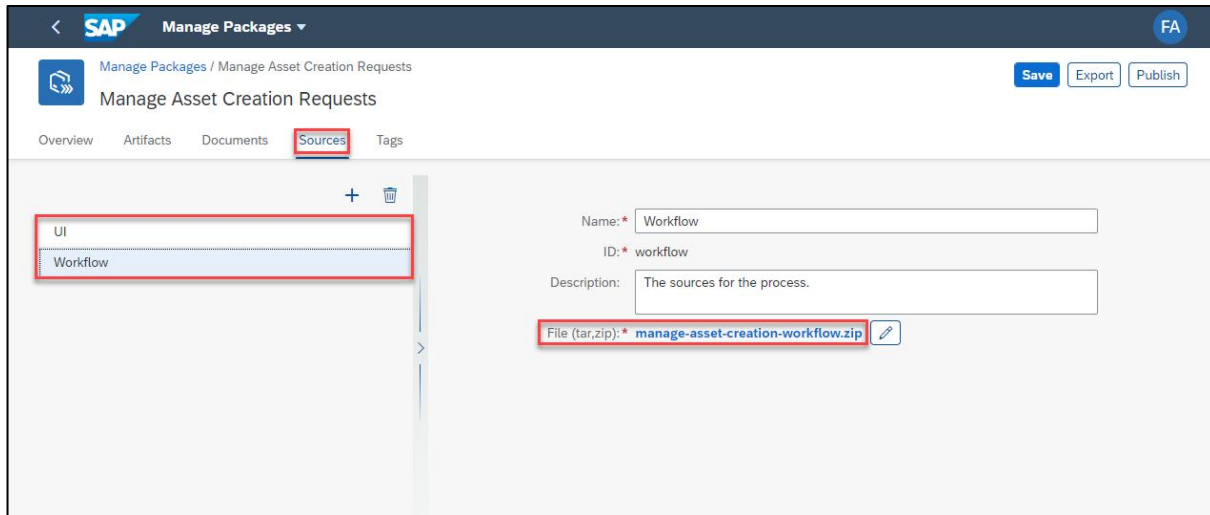 SAP Manage Packages FA
Manage Packages / Manage Asset Creation Requests
Manage Asset Creation Requests
Save Export Publish
Overview Artifacts Documents Sources Tags
UI
Workflow
Name:* Workflow
ID:* workflow
Description: The sources for the process.
File (tar,zip):* manage-asset-creation-workflow.zip